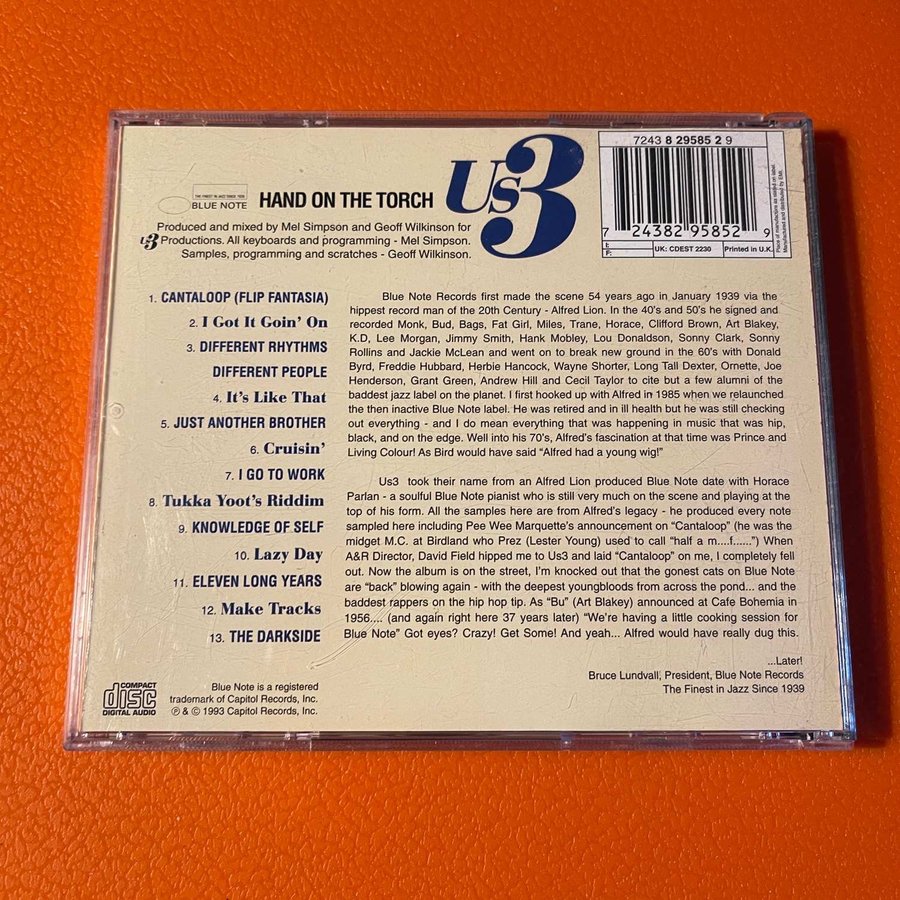 7243 8 29585 2 9
7 24382 95852 9
UK: CDEST 2230
Printed in U.K.
Manufactured and distributed by EMI.
THE FINEST IN JAZZ SINCE 1939
BLUE NOTE
HAND ON THE TORCH
Us3
Produced and mixed by Mel Simpson and Geoff Wilkinson for
Us3 Productions. All keyboards and programming - Mel Simpson.
Samples, programming and scratches - Geoff Wilkinson.
1. CANTALOOP (FLIP FANTASIA)
2. I Got It Goin' On
3. DIFFERENT RHYTHMS
DIFFERENT PEOPLE
4. It's Like That
5. JUST ANOTHER BROTHER
6. Cruisin'
7. I GO TO WORK
8. Tukka Yoot's Riddim
9. KNOWLEDGE OF SELF
10. Lazy Day
11. ELEVEN LONG YEARS
12. Make Tracks
13. THE DARKSIDE
Blue Note Records first made the scene 54 years ago in January 1939 via the
hippest record man of the 20th Century - Alfred Lion. In the 40's and 50's he signed and
recorded Monk, Bud, Bags, Fat Girl, Miles, Trane, Horace, Clifford Brown, Art Blakey,
K.D, Lee Morgan, Jimmy Smith, Hank Mobley, Lou Donaldson, Sonny Clark, Sonny
Rollins and Jackie McLean and went on to break new ground in the 60's with Donald
Byrd, Freddie Hubbard, Herbie Hancock, Wayne Shorter, Long Tall Dexter, Ornette, Joe
Henderson, Grant Green, Andrew Hill and Cecil Taylor to cite but a few alumni of the
baddest jazz label on the planet. I first hooked up with Alfred in 1985 when we relaunched
the then inactive Blue Note label. He was retired and in ill health but he was still checking
out everything - and I do mean everything that was happening in music that was hip,
black, and on the edge. Well into his 70's, Alfred's fascination at that time was Prince and
Living Colour! As Bird would have said "Alfred had a young wig!"
Us3 took their name from an Alfred Lion produced Blue Note date with Horace
Parlan - a soulful Blue Note pianist who is still very much on the scene and playing at the
top of his form. All the samples here are from Alfred's legacy - he produced every note
sampled here including Pee Wee Marquette's announcement on "Cantaloop" (he was the
midget M.C. at Birdland who Prez (Lester Young) used to call "half a m....f......") When
A&R Director, David Field hipped me to Us3 and laid "Cantaloop" on me, I completely fell
out. Now the album is on the street, I'm knocked out that the gonest cats on Blue Note
are "back" blowing again - with the deepest youngbloods from across the pond... and the
baddest rappers on the hip hop tip. As "Bu" (Art Blakey) announced at Cafe Bohemia in
1956.... (and again right here 37 years later) "We're having a little cooking session for
Blue Note" Got eyes? Crazy! Get Some! And yeah... Alfred would have really dug this.
...Later!
Bruce Lundvall, President, Blue Note Records
The Finest in Jazz Since 1939
COMPACT
disc
DIGITAL AUDIO
Blue Note is a registered
trademark of Capitol Records, Inc.
℗ & © 1993 Capitol Records, Inc.